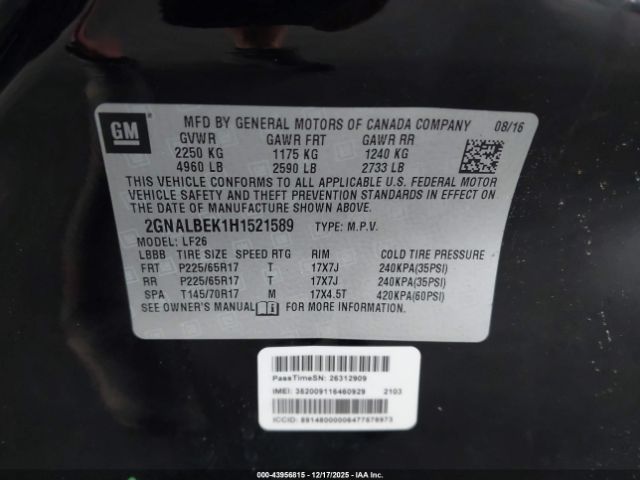 GM
MFD BY GENERAL MOTORS OF CANADA COMPANY 08/16
GVWR GAWR FRT GAWR RR
2250 KG 1175 KG 1240 KG
4960 LB 2590 LB 2733 LB
THIS VEHICLE CONFORMS TO ALL APPLICABLE U.S. FEDERAL MOTOR
VEHICLE SAFETY AND THEFT PREVENTION STANDARDS IN EFFECT ON
THE DATE OF MANUFACTURE SHOWN ABOVE.
2GNALBEK1H1521589 TYPE: M.P.V.
MODEL: LF26
LBBB TIRE SIZE SPEED RTG RIM COLD TIRE PRESSURE
FRT P225/65R17 T 17X7J 240KPA(35PSI)
RR P225/65R17 T 17X7J 240KPA(35PSI)
SPA T145/70R17 M 17X4.5T 420KPA(60PSI)
SEE OWNER'S MANUAL FOR MORE INFORMATION.
PassTimeSN: 26312909
IMEI: 352009116460929 2103
ICCID:
000-43956815 - 12/17/2025 - IAAI.COM